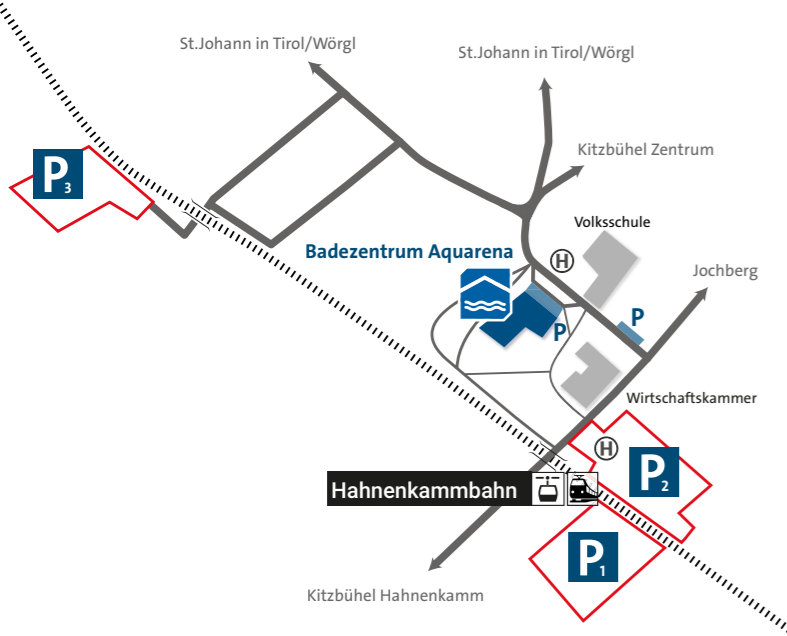 St.Johann in Tirol/Wörgl
St.Johann in Tirol/Wörgl
Kitzbühel Zentrum
P3
Volksschule
Badezentrum Aquarena
H
Jochberg
P
P
Wirtschaftskammer
H
P2
Hahnenkammbahn
P1
Kitzbühel Hahnenkamm